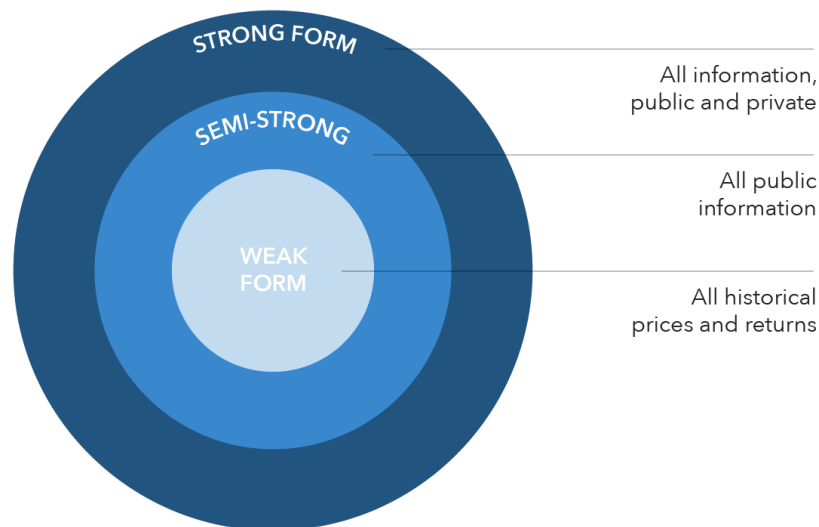 STRONG FORM
All information,
public and private
SEMI-STRONG
All public
information
WEAK
FORM
All historical
prices and returns